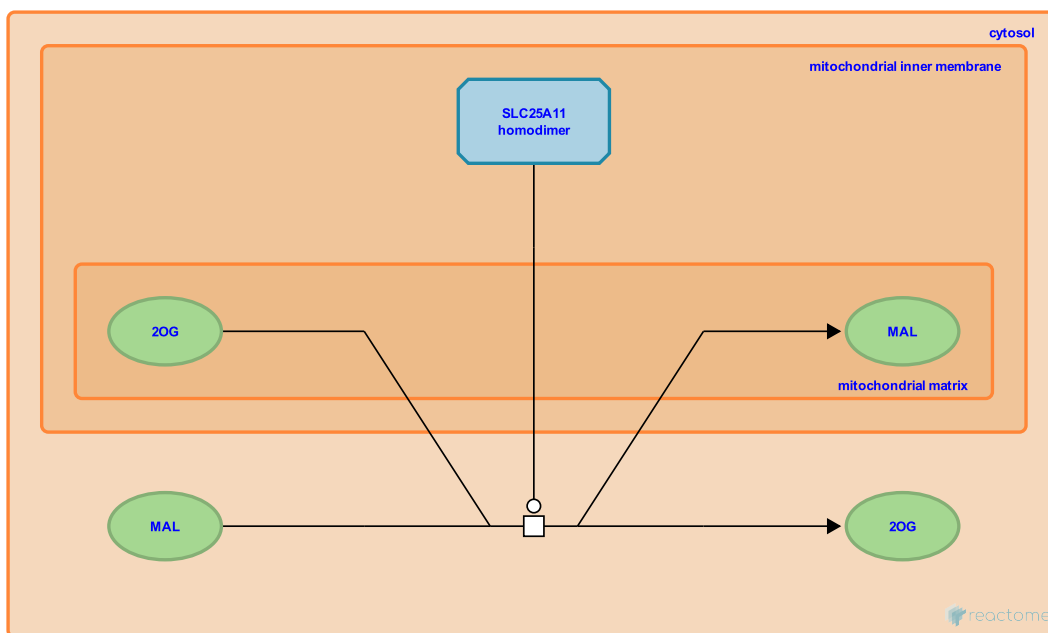 cytosol
mitochondrial inner membrane
SLC25A11
homodimer
2OG
MAL
mitochondrial matrix
MAL
2OG
reactome